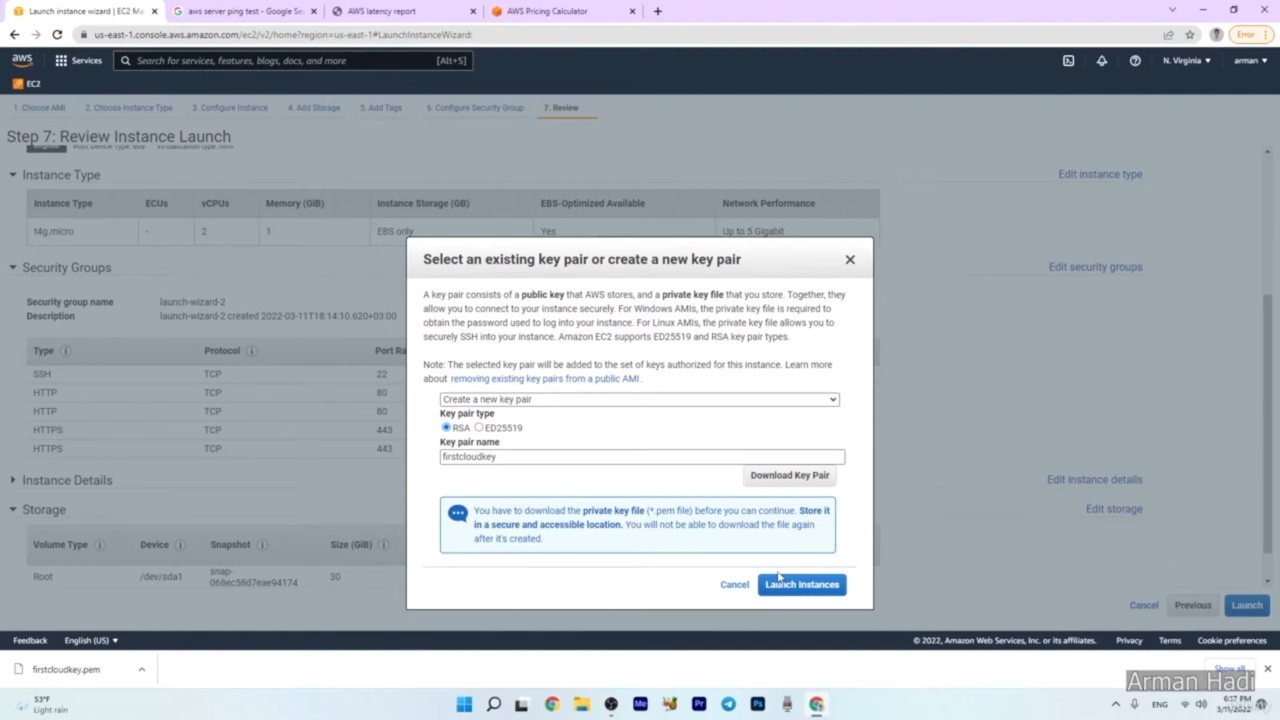 Launch instance wizard | EC2 Ma
aws server ping test - Google Se
AWS latency report
AWS Pricing Calculator
us-east-1.console.aws.amazon.com/ec2/v2/home?region=us-east-1#LaunchInstanceWizard:
Error
aws
Services
Search for services, features, blogs, docs, and more
[Alt+S]
N. Virginia
arman
EC2
1. Choose AMI
2. Choose Instance Type
3. Configure Instance
4. Add Storage
5. Add Tags
6. Configure Security Group
7. Review
Step 7: Review Instance Launch
Instance Type
Edit instance type
Instance Type ECUs vCPUs Memory (GiB) Instance Storage (GB) EBS-Optimized Available Network Performance
t4g.micro - 2 1 EBS only Yes Up to 5 Gigabit
Security Groups
Edit security groups
Security group name launch-wizard-2
Description launch-wizard-2 created 2022-03-11T18:14:10.620+03:00
Type Protocol Port Ra
SSH TCP 22
HTTP TCP 80
HTTP TCP 80
HTTPS TCP 443
HTTPS TCP 443
Instance Details
Edit instance details
Storage
Edit storage
Volume Type Device Snapshot Size (GiB)
Root /dev/sda1 snap-
068ec58d7eae94174 30
Select an existing key pair or create a new key pair
A key pair consists of a public key that AWS stores, and a private key file that you store. Together, they
allow you to connect to your instance securely. For Windows AMIs, the private key file is required to
obtain the password used to log into your instance. For Linux AMIs, the private key file allows you to
securely SSH into your instance. Amazon EC2 supports ED25519 and RSA key pair types.
Note: The selected key pair will be added to the set of keys authorized for this instance. Learn more
about removing existing key pairs from a public AMI .
Create a new key pair
Key pair type
RSA ED25519
Key pair name
firstcloudkey
Download Key Pair
You have to download the private key file (*.pem file) before you can continue. Store it
in a secure and accessible location. You will not be able to download the file again
after it's created.
Cancel Launch Instances
Cancel Previous Launch
Feedback English (US)
© 2022, Amazon Web Services, Inc. or its affiliates. Privacy Terms Cookie preferences
firstcloudkey.pem
Show all
Arman Hadi
53°F
Light rain
Me
Pr
Ps
ENG
6:17 PM
3/11/2022